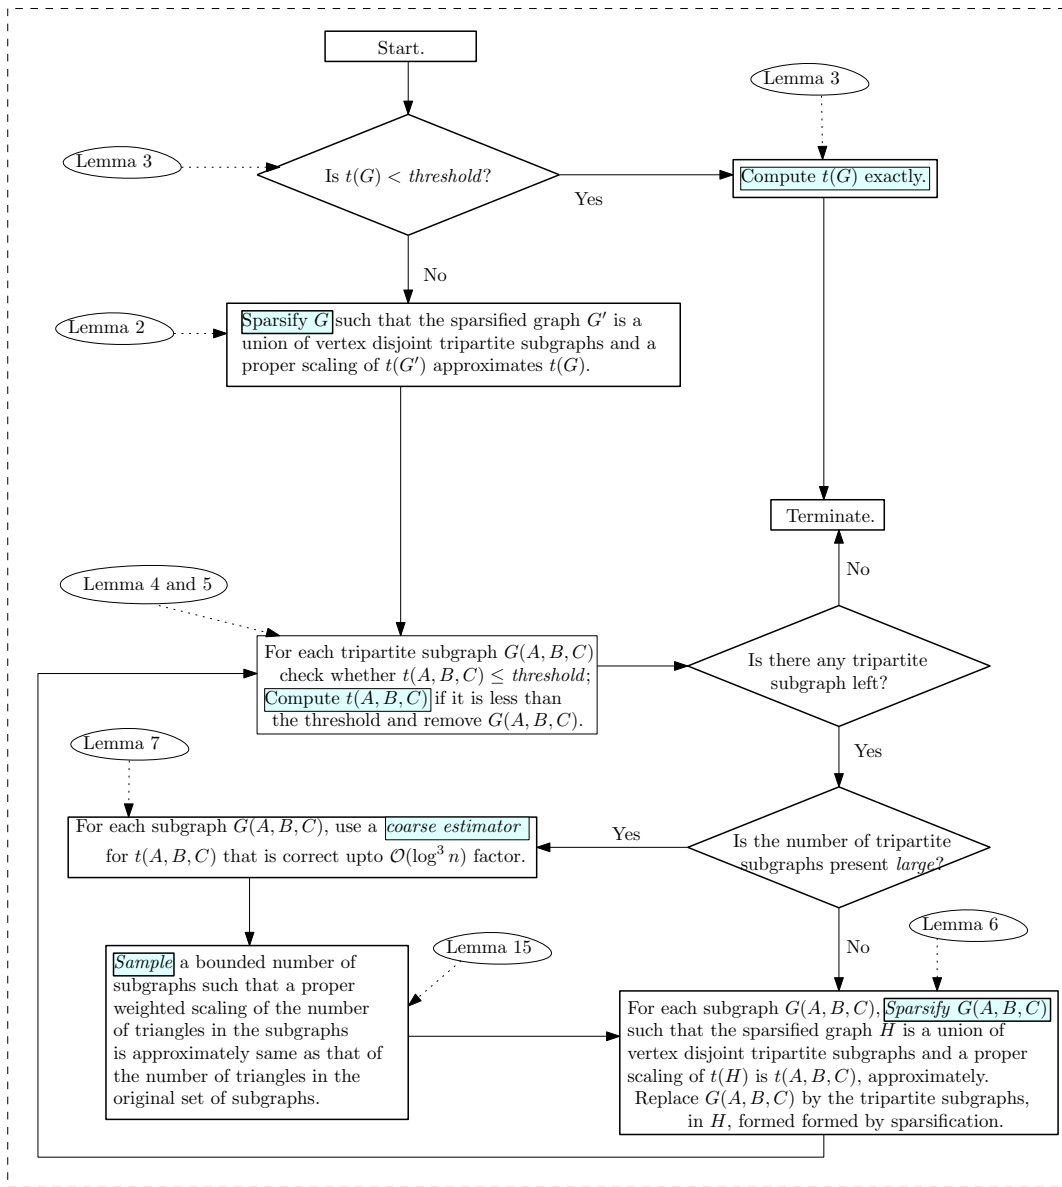 Start.
Lemma 3
Lemma 3
Is t(G) < threshold?
Compute t(G) exactly.
Yes
No
Sparsify G such that the sparsified graph G′ is a
union of vertex disjoint tripartite subgraphs and a
proper scaling of t(G′) approximates t(G).
Lemma 2
Terminate.
No
Lemma 4 and 5
For each tripartite subgraph G(A, B, C)
check whether t(A, B, C) ≤ threshold;
Compute t(A, B, C) if it is less than
the threshold and remove G(A, B, C).
Is there any tripartite
subgraph left?
Yes
Lemma 7
For each subgraph G(A, B, C), use a coarse estimator
for t(A, B, C) that is correct upto O(log³ n) factor.
Yes
Is the number of tripartite
subgraphs present large?
No
Lemma 6
Lemma 15
Sample a bounded number of
subgraphs such that a proper
weighted scaling of the number
of triangles in the subgraphs
is approximately same as that of
the number of triangles in the
original set of subgraphs.
For each subgraph G(A, B, C), Sparsify G(A, B, C)
such that the sparsified graph H is a union of
vertex disjoint tripartite subgraphs and a proper
scaling of t(H) is t(A, B, C), approximately.
Replace G(A, B, C) by the tripartite subgraphs,
in H, formed formed by sparsification.